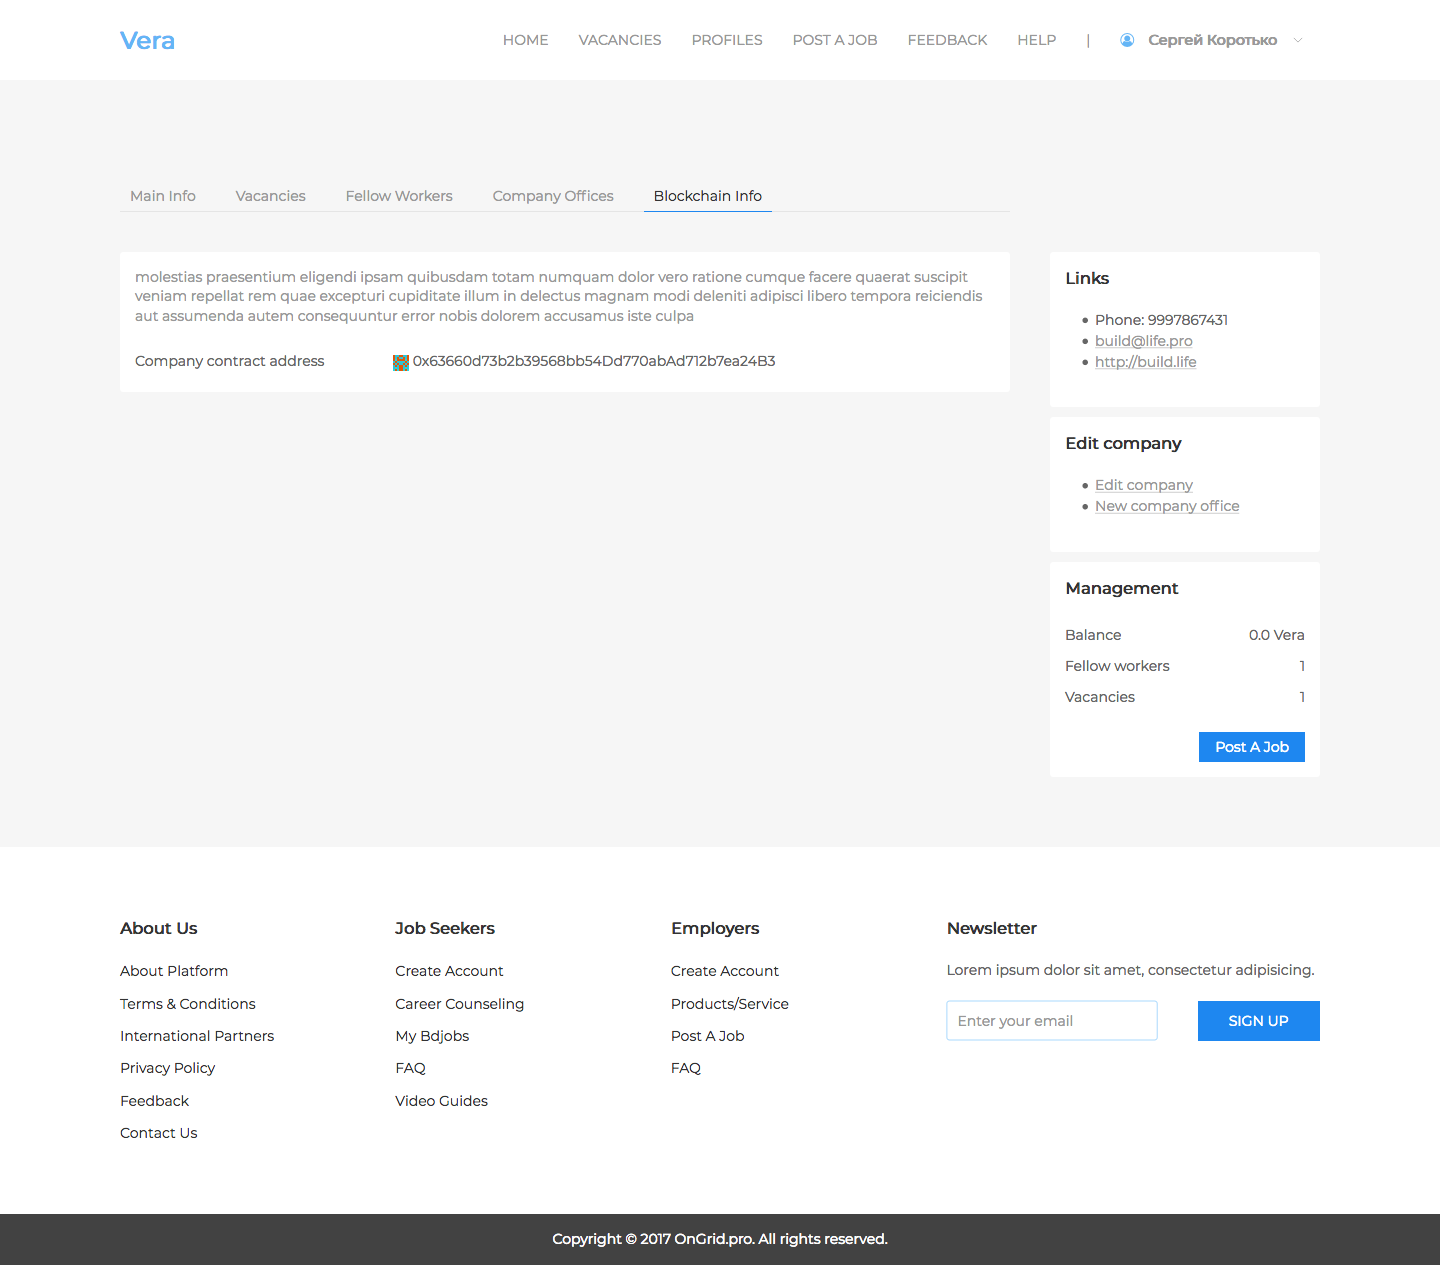 Vera
HOME VACANCIES PROFILES POST A JOB FEEDBACK HELP | Сергей Коротько
Main Info Vacancies Fellow Workers Company Offices Blockchain Info
molestias praesentium eligendi ipsam quibusdam totam numquam dolor vero ratione cumque facere quaerat suscipit
veniam repellat rem quae excepturi cupiditate illum in delectus magnam modi deleniti adipisci libero tempora reiciendis
aut assumenda autem consequuntur error nobis dolorem accusamus iste culpa
Company contract address 0x63660d73b2b39568bb54Dd770abAd712b7ea24B3
Links
Phone: 9997867431
build@life.pro
http://build.life
Edit company
Edit company
New company office
Management
Balance 0.0 Vera
Fellow workers 1
Vacancies 1
Post A Job
About Us
About Platform
Terms & Conditions
International Partners
Privacy Policy
Feedback
Contact Us
Job Seekers
Create Account
Career Counseling
My Bdjobs
FAQ
Video Guides
Employers
Create Account
Products/Service
Post A Job
FAQ
Newsletter
Lorem ipsum dolor sit amet, consectetur adipisicing.
Enter your email
SIGN UP
Copyright © 2017 OnGrid.pro. All rights reserved.